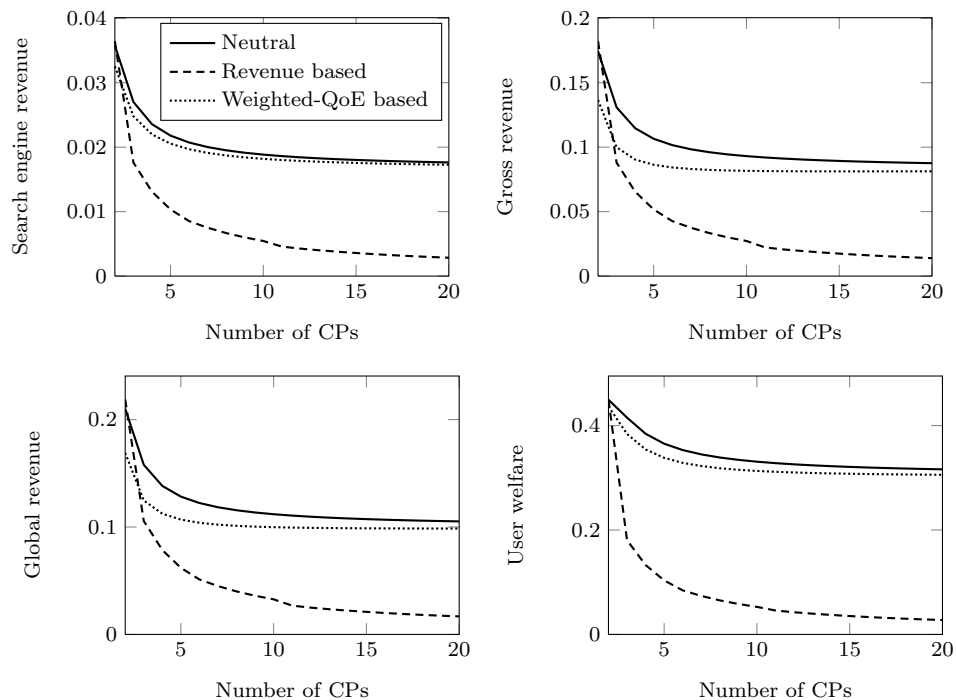 Search engine revenue
0.04
0.03
0.02
0.01
0
5
10
15
20
Number of CPs
Neutral
Revenue based
Weighted-QoE based
Gross revenue
0.2
0.15
0.1
0.05
0
5
10
15
20
Number of CPs
Global revenue
0.2
0.1
0
5
10
15
20
Number of CPs
User welfare
0.4
0.2
0
5
10
15
20
Number of CPs